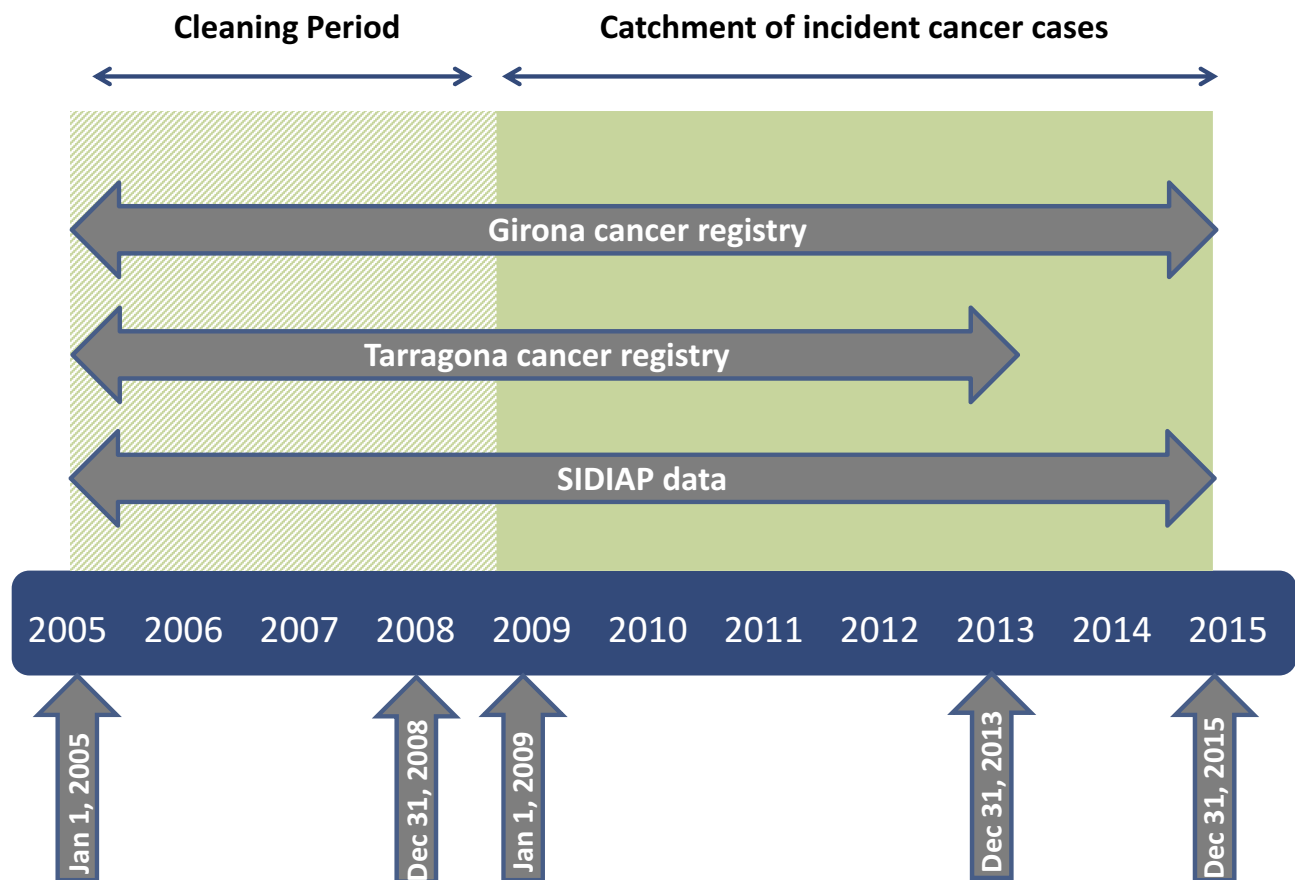 Cleaning Period
Catchment of incident cancer cases
Girona cancer registry
Tarragona cancer registry
SIDIAP data
2005 2006 2007 2008 2009 2010 2011 2012 2013 2014 2015
Jan 1, 2005
Dec 31, 2008
Jan 1, 2009
Dec 31, 2013
Dec 31, 2015